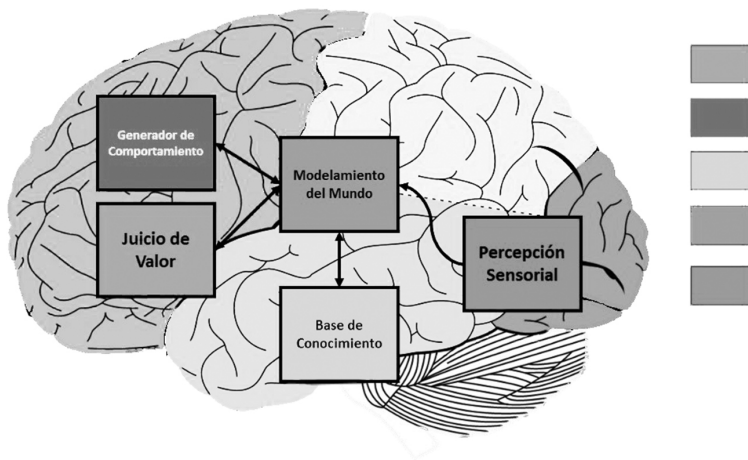 Generador de
Comportamiento
Modelamiento
del Mundo
Juicio de
Valor
Percepción
Sensorial
Base de
Conocimiento